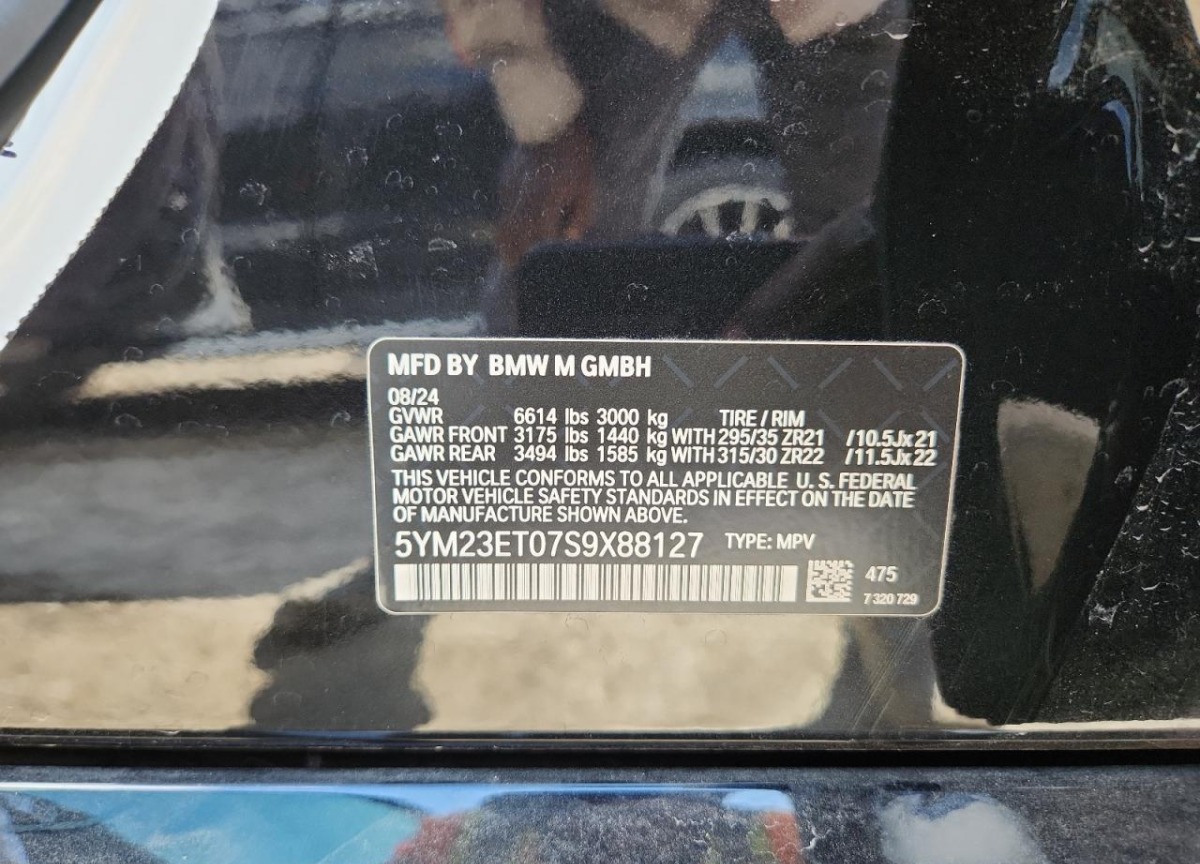 MFD BY BMW M GMBH
08/24
GVWR 6614 lbs 3000 kg TIRE / RIM
GAWR FRONT 3175 lbs 1440 kg WITH 295/35 ZR21 /10.5Jx21
GAWR REAR 3494 lbs 1585 kg WITH 315/30 ZR22 /11.5Jx22
THIS VEHICLE CONFORMS TO ALL APPLICABLE U.S. FEDERAL
MOTOR VEHICLE SAFETY STANDARDS IN EFFECT ON THE DATE
OF MANUFACTURE SHOWN ABOVE.
5YM23ET07S9X88127 TYPE: MPV
475
7 320 729